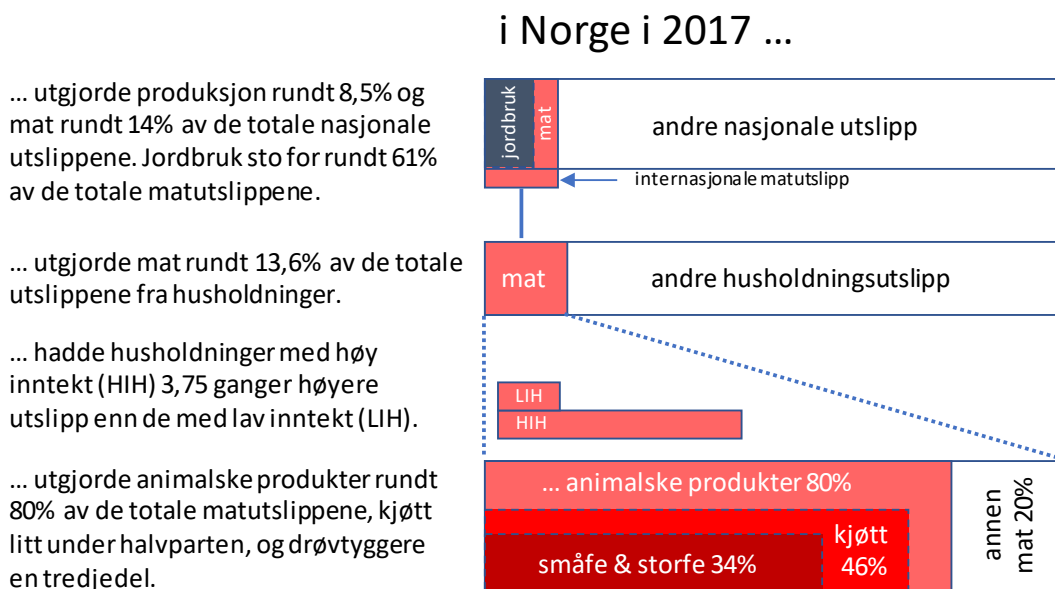 i Norge i 2017 ...
... utgjorde produksjon rundt 8,5% og
mat rundt 14% av de totale nasjonale
utslippene. Jordbruk sto for rundt 61%
av de totale matutslippene.
jordbruk
mat
andre nasjonale utslipp
internasjonale matutslipp
... utgjorde mat rundt 13,6% av de totale
utslippene fra husholdninger.
mat
andre husholdningsutslipp
... hadde husholdninger med høy
inntekt (HIH) 3,75 ganger høyere
utslipp enn de med lav inntekt (LIH).
LIH
HIH
... utgjorde animalske produkter rundt
80% av de totale matutslippene, kjøtt
litt under halvparten, og drøvtyggere
en tredjedel.
... animalske produkter 80%
kjøtt
46%
småfe & storfe 34%
annen
mat 20%